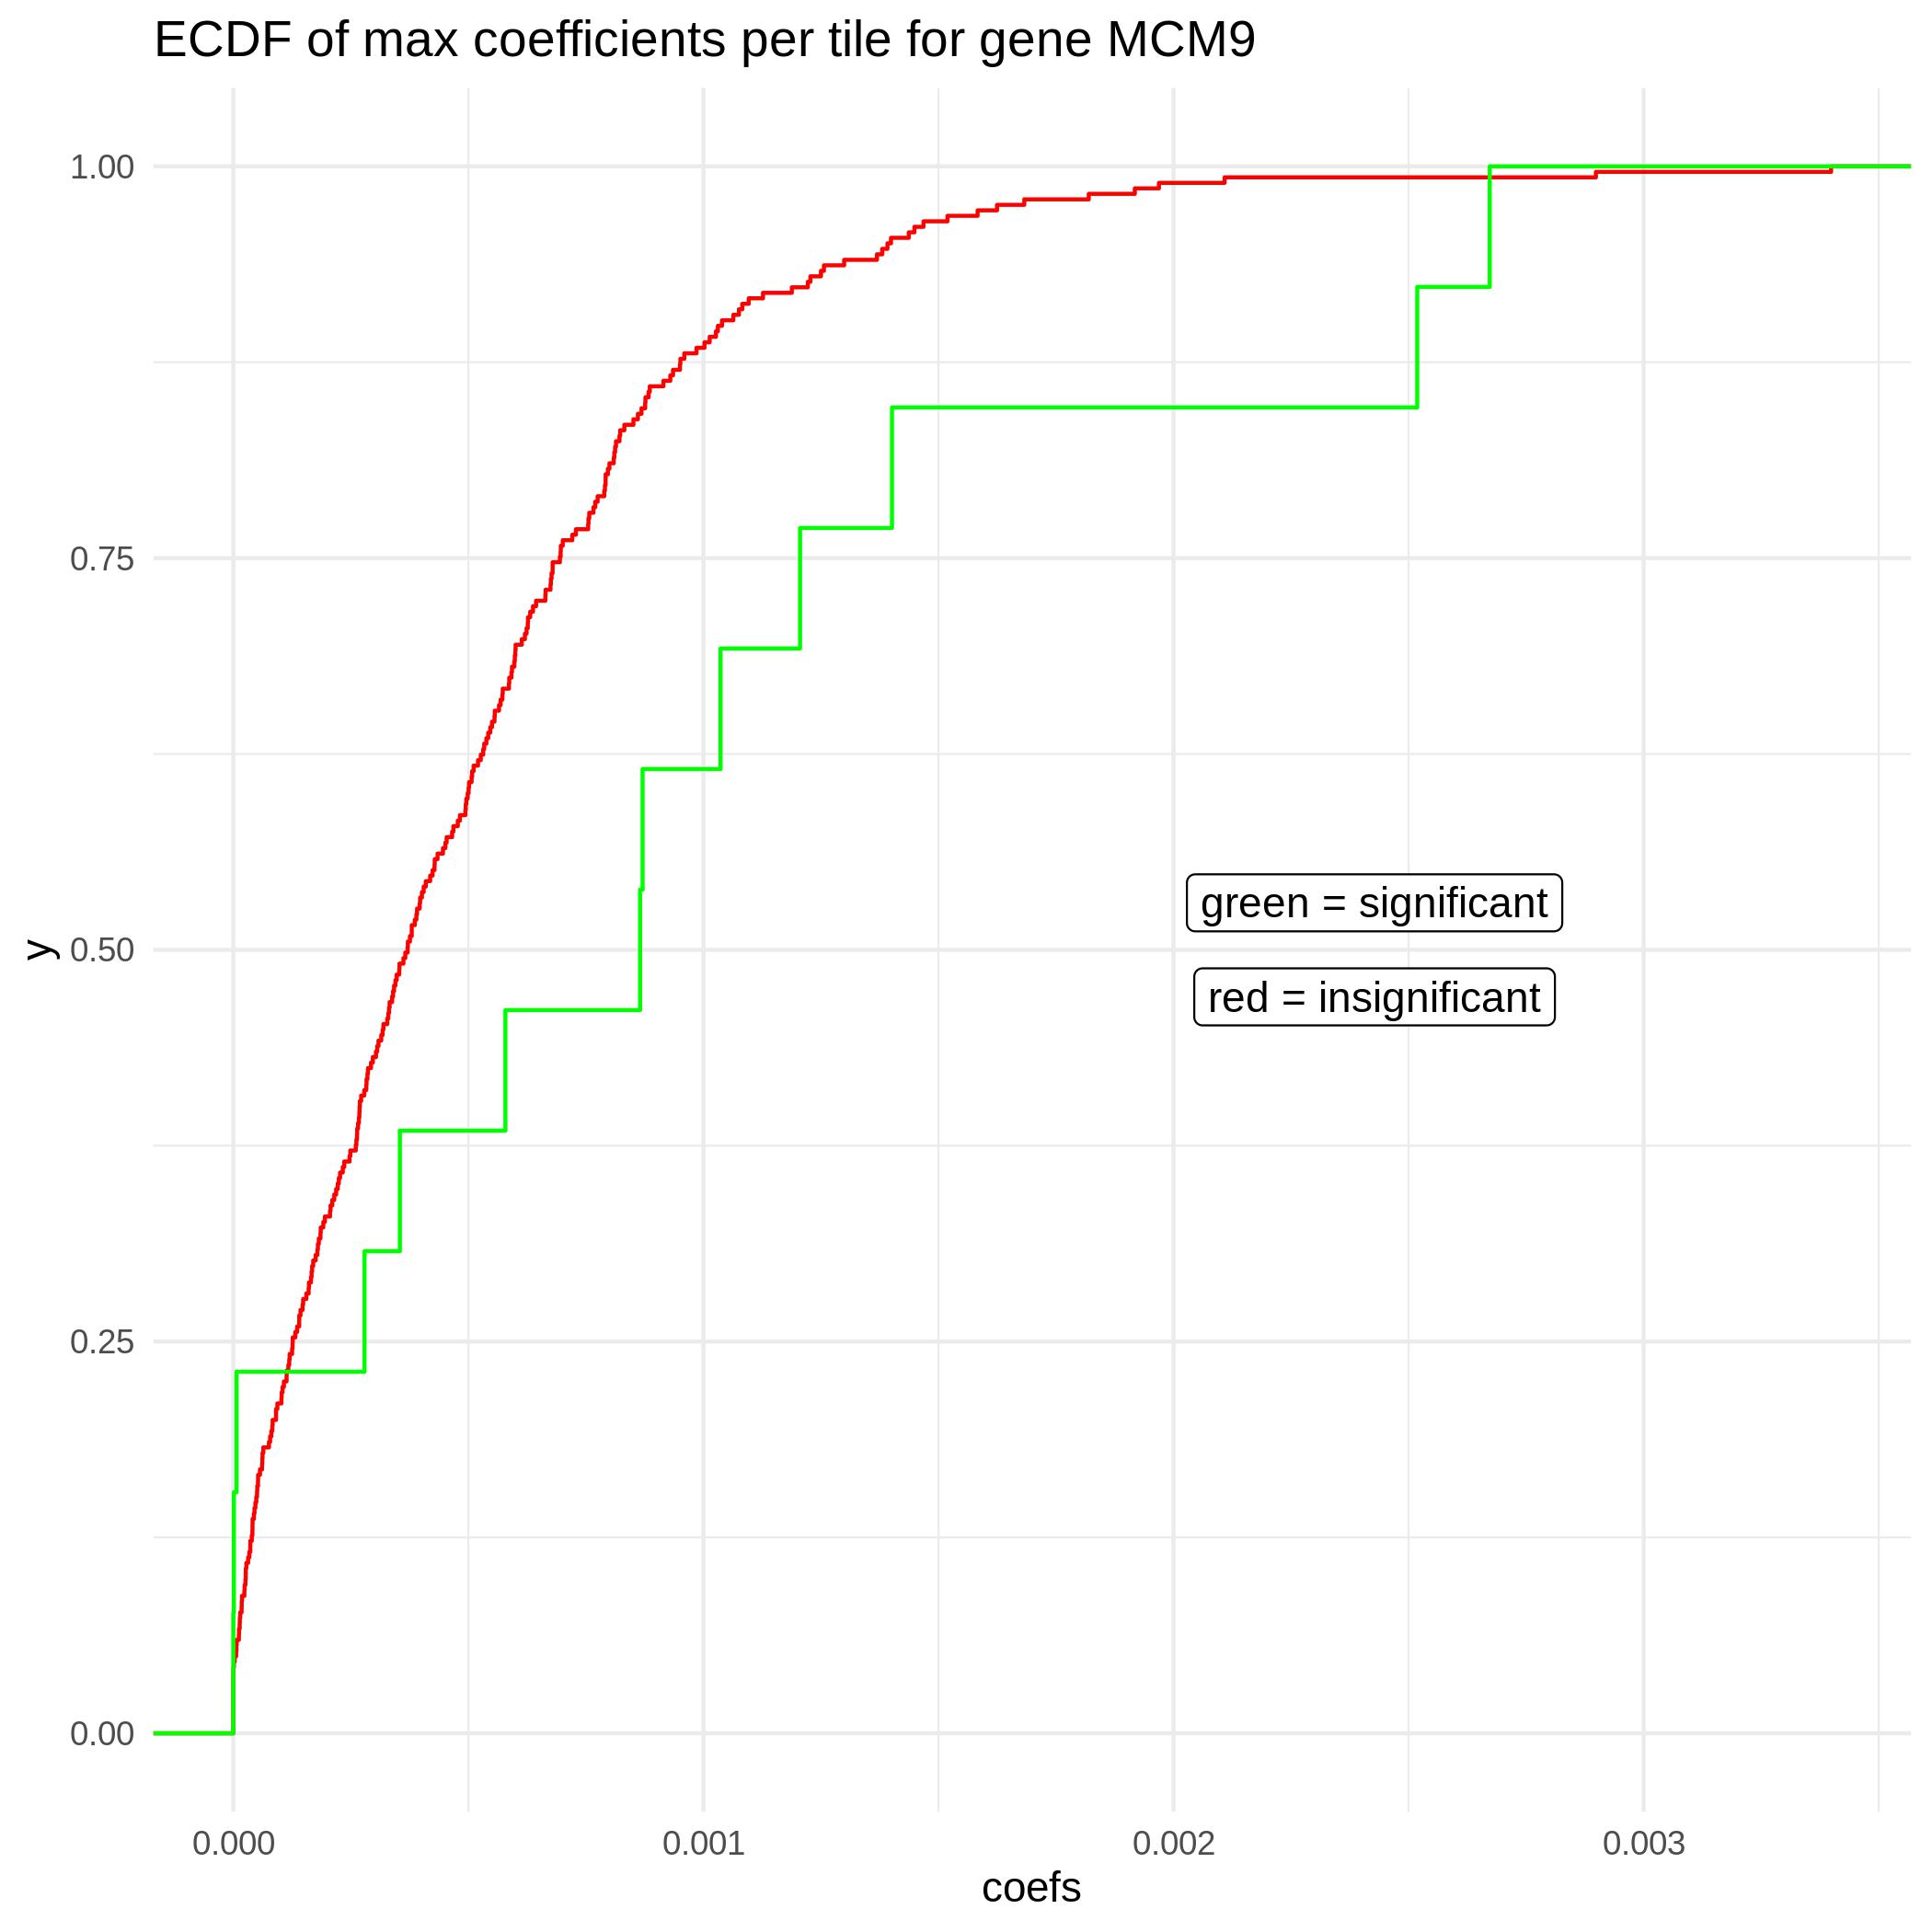 ECDF of max coefficients per tile for gene MCM9
1.00
0.75
0.50
0.25
0.00
y
green = significant
red = insignificant
0.000 0.001 0.002 0.003
coefs